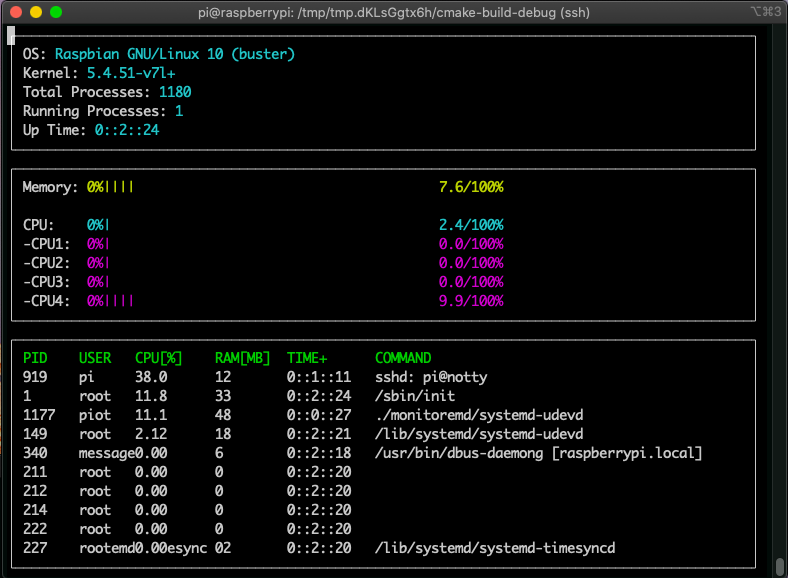 pi@raspberrypi: /tmp/tmp.dKLsGgtx6h/cmake-build-debug (ssh) ⌥⌘3
OS: Raspbian GNU/Linux 10 (buster)
Kernel: 5.4.51-v7l+
Total Processes: 1180
Running Processes: 1
Up Time: 0::2::24
Memory: 0%|||| 7.6/100%
CPU: 0%| 2.4/100%
-CPU1: 0%| 0.0/100%
-CPU2: 0%| 0.0/100%
-CPU3: 0%| 0.0/100%
-CPU4: 0%|||| 9.9/100%
PID USER CPU[%] RAM[MB] TIME+ COMMAND
919 pi 38.0 12 0::1::11 sshd: pi@notty
1 root 11.8 33 0::2::24 /sbin/init
1177 piot 11.1 48 0::0::27 ./monitoremd/systemd-udevd
149 root 2.12 18 0::2::21 /lib/systemd/systemd-udevd
340 message0.00 6 0::2::18 /usr/bin/dbus-daemong [raspberrypi.local]
211 root 0.00 0 0::2::20
212 root 0.00 0 0::2::20
214 root 0.00 0 0::2::20
222 root 0.00 0 0::2::20
227 rootemd0.00esync 02 0::2::20 /lib/systemd/systemd-timesyncd